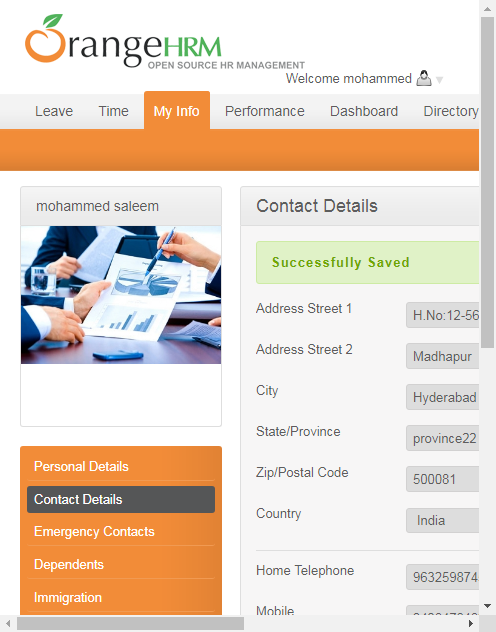 OrangeHRM
OPEN SOURCE HR MANAGEMENT
Welcome mohammed
Leave Time My Info Performance Dashboard Directory
mohammed saleem
Contact Details
Successfully Saved
Address Street 1 H.No:12-56
Address Street 2 Madhapur
City Hyderabad
State/Province province22
Zip/Postal Code 500081
Country India
Personal Details
Contact Details
Emergency Contacts
Dependents
Immigration
Home Telephone 963259874
Mobile